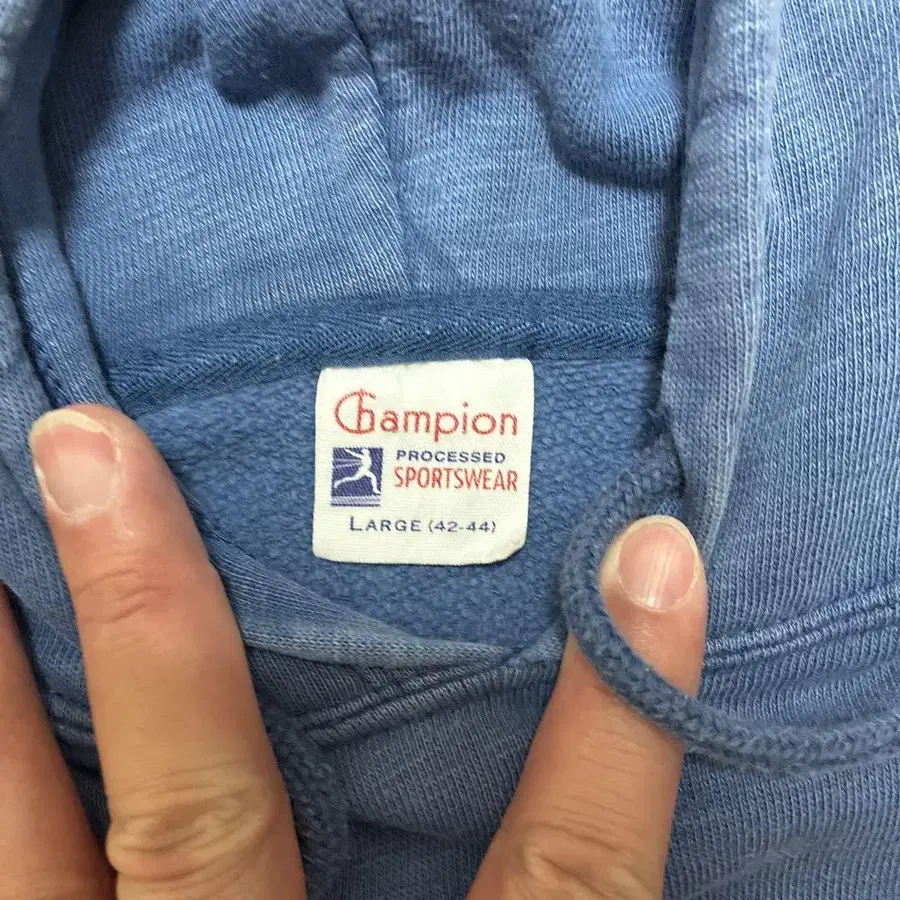 Champion
PROCESSED
SPORTSWEAR
LARGE (42-44)